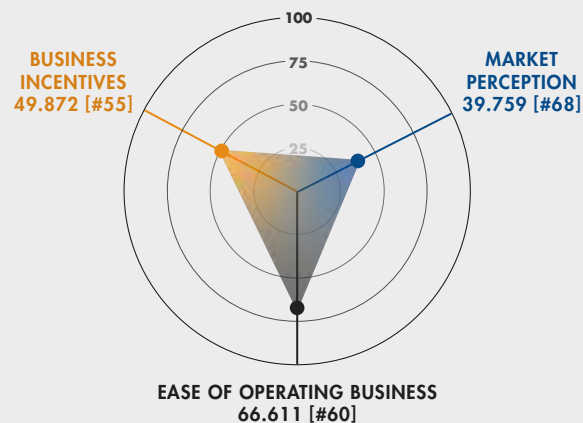 100
BUSINESS
INCENTIVES
49.872 [#55]
75
MARKET
PERCEPTION
39.759 [#68]
50
25
EASE OF OPERATING BUSINESS
66.611 [#60]